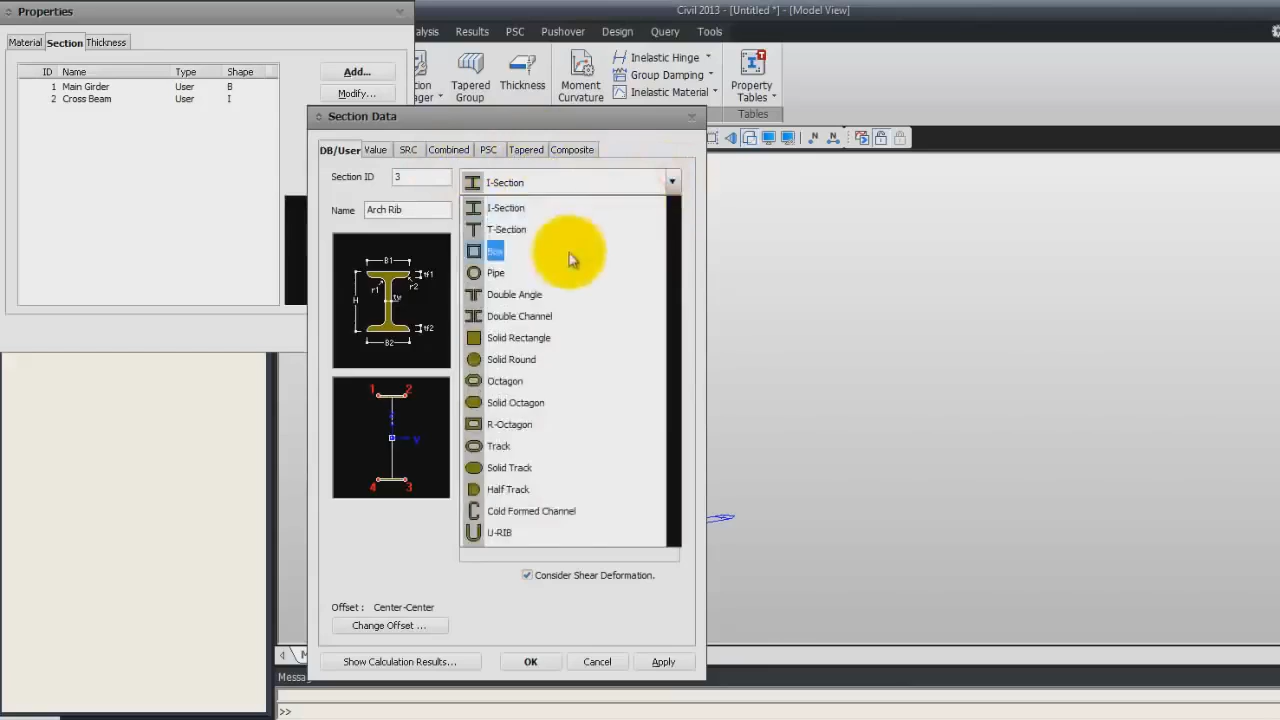 Properties
Civil 2013 - [Untitled *] - [Model View]
Material Section Thickness
alysis Results PSC Pushover Design Query Tools
ID Name Type Shape
1 Main Girder User B
2 Cross Beam User I
Add...
Modify...
Tapered
Group
Thickness
Moment
Curvature
Inelastic Hinge
Group Damping
Inelastic Material
Property
Tables
Tables
Section Data
DB/User Value SRC Combined PSC Tapered Composite
Section ID 3
I-Section
Name Arch Rib
I-Section
T-Section
Box
Pipe
Double Angle
Double Channel
Solid Rectangle
Solid Round
Octagon
Solid Octagon
R-Octagon
Track
Solid Track
Half Track
Cold Formed Channel
U-RIB
B1
tf1
r1
r2
H
tw
tf2
B2
1 2
y
4 3
Consider Shear Deformation.
Offset : Center-Center
Change Offset ...
Show Calculation Results...
OK
Cancel
Apply
Messag
>>